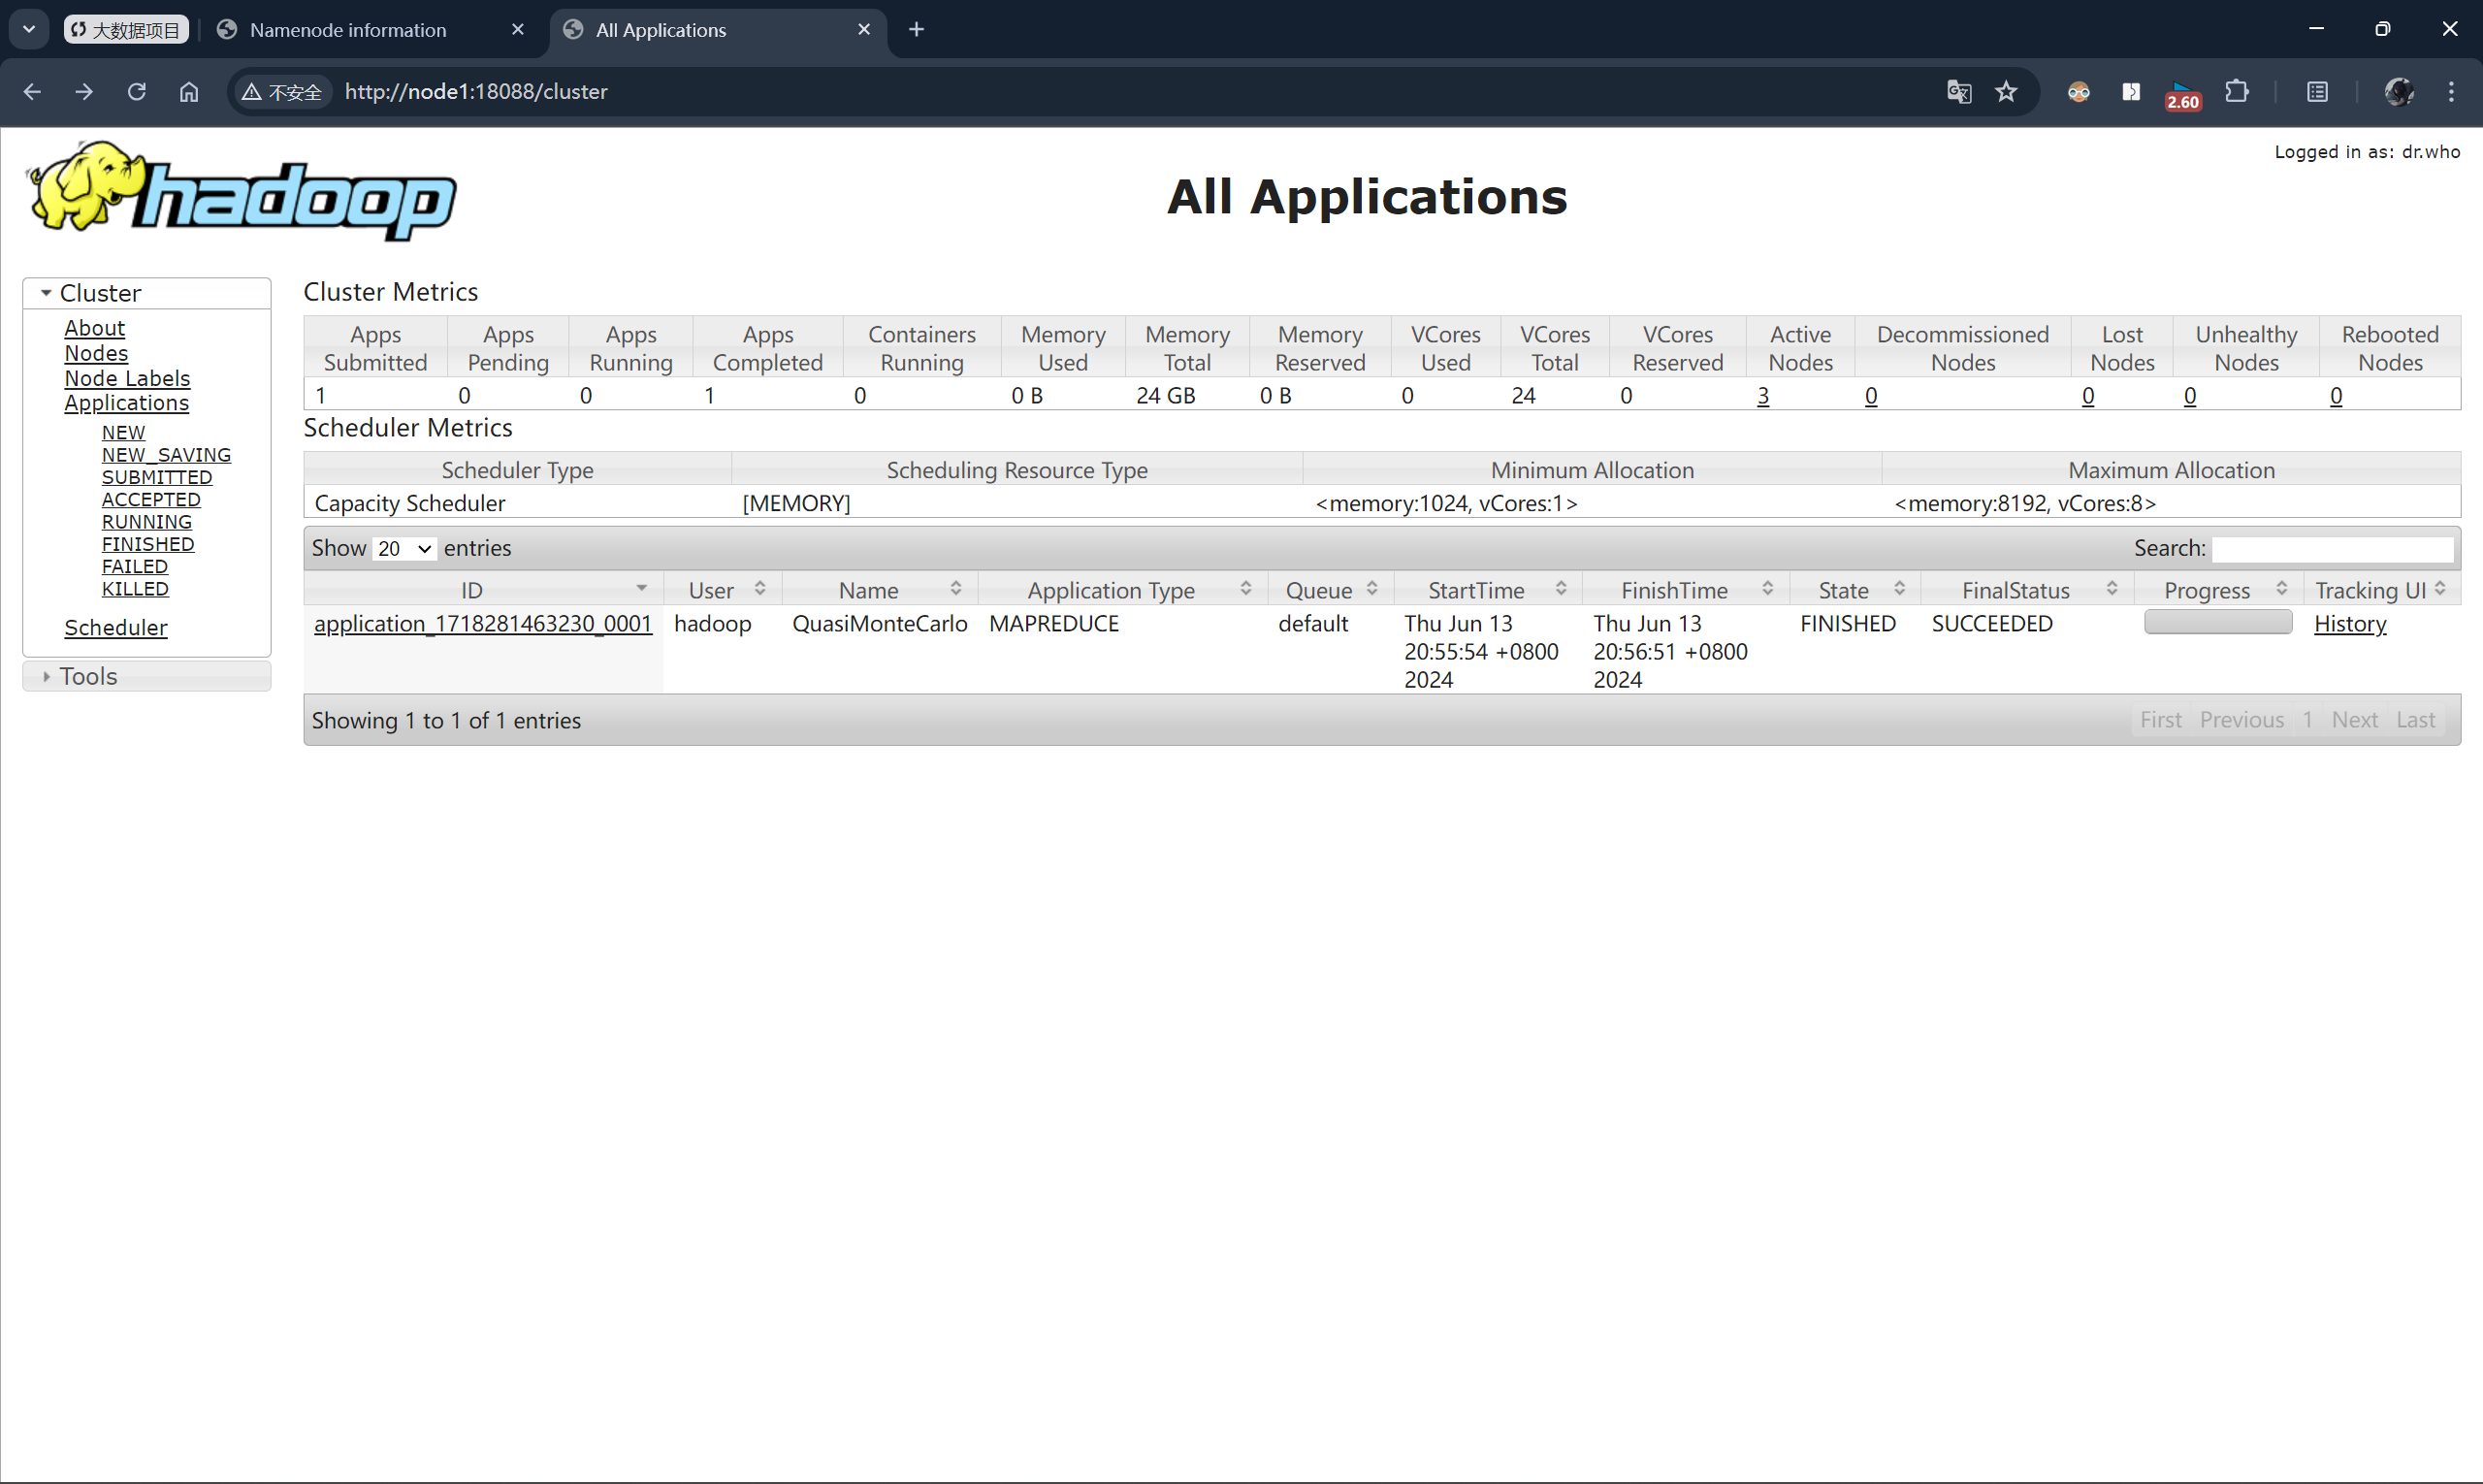 大数据项目
Namenode information
All Applications
不安全
http://node1:18088/cluster
2.60
hadoop
All Applications
Logged in as: dr.who
Cluster
About
Nodes
Node Labels
Applications
NEW
NEW_SAVING
SUBMITTED
ACCEPTED
RUNNING
FINISHED
FAILED
KILLED
Scheduler
Tools
Cluster Metrics
Apps Submitted Apps Pending Apps Running Apps Completed Containers Running Memory Used Memory Total Memory Reserved VCores Used VCores Total VCores Reserved Active Nodes Decommissioned Nodes Lost Nodes Unhealthy Nodes Rebooted Nodes
1 0 0 1 0 0 B 24 GB 0 B 0 24 0 3 0 0 0 0
Scheduler Metrics
Scheduler Type Scheduling Resource Type Minimum Allocation Maximum Allocation
Capacity Scheduler [MEMORY] <memory:1024, vCores:1> <memory:8192, vCores:8>
Show 20 entries Search:
ID User Name Application Type Queue StartTime FinishTime State FinalStatus Progress Tracking UI
application_1718281463230_0001 hadoop QuasiMonteCarlo MAPREDUCE default Thu Jun 13 20:55:54 +0800 2024 Thu Jun 13 20:56:51 +0800 2024 FINISHED SUCCEEDED History
Showing 1 to 1 of 1 entries First Previous 1 Next Last